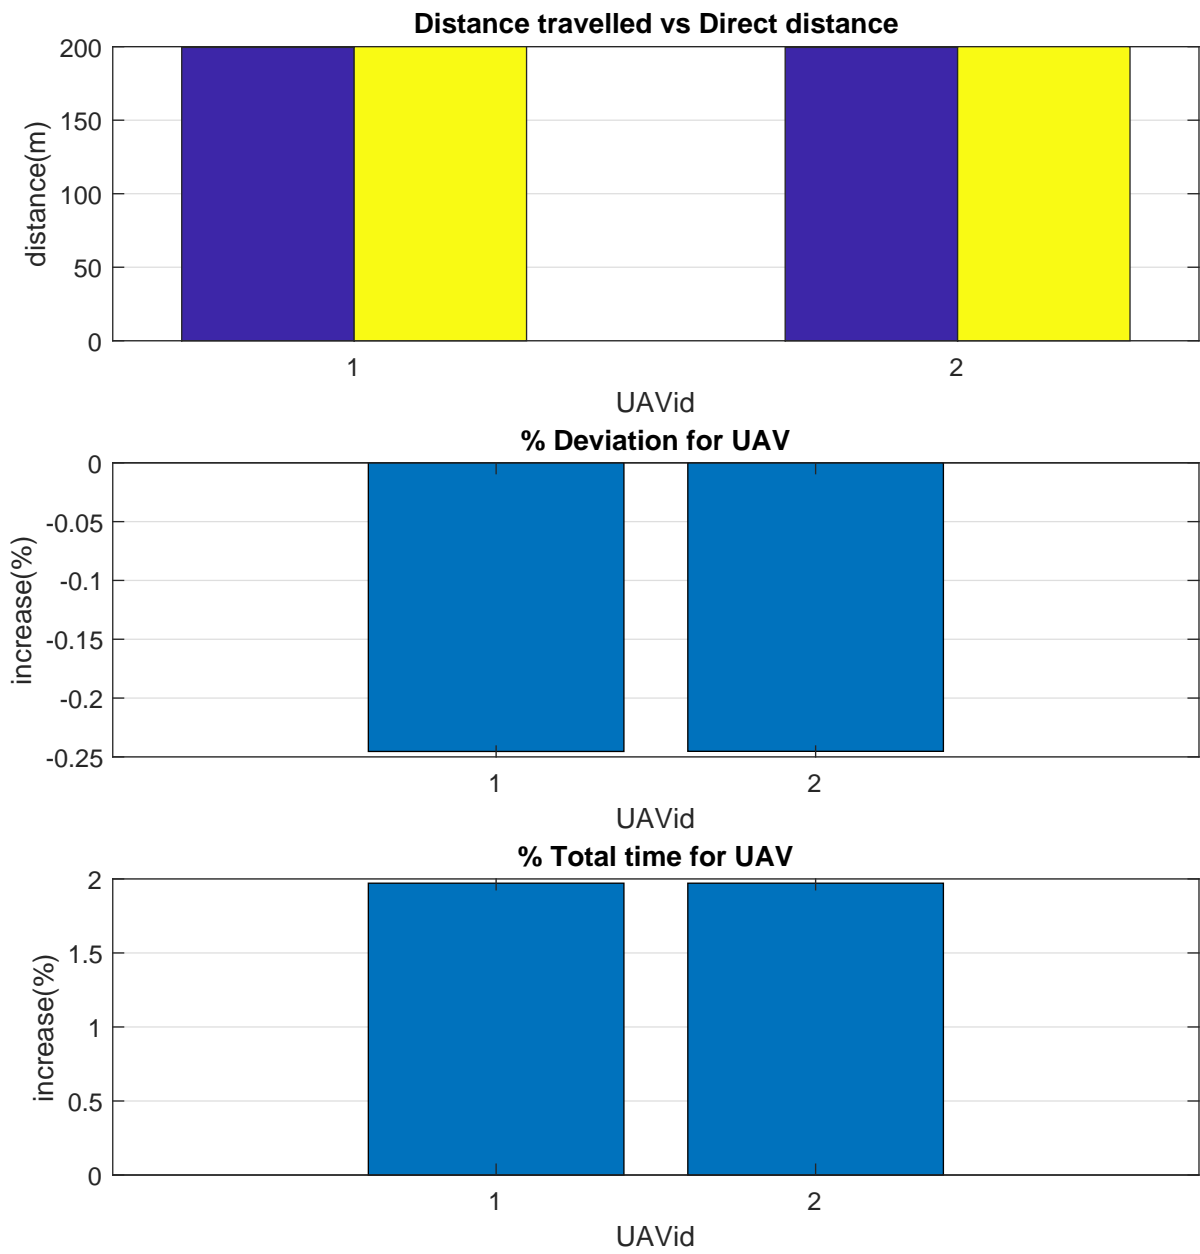 Distance travelled vs Direct distance
200
150
100
50
0
distance(m)
1
2
UAVid
% Deviation for UAV
0
-0.05
-0.1
-0.15
-0.2
-0.25
increase(%)
1
2
UAVid
% Total time for UAV
2
1.5
1
0.5
0
increase(%)
1
2
UAVid